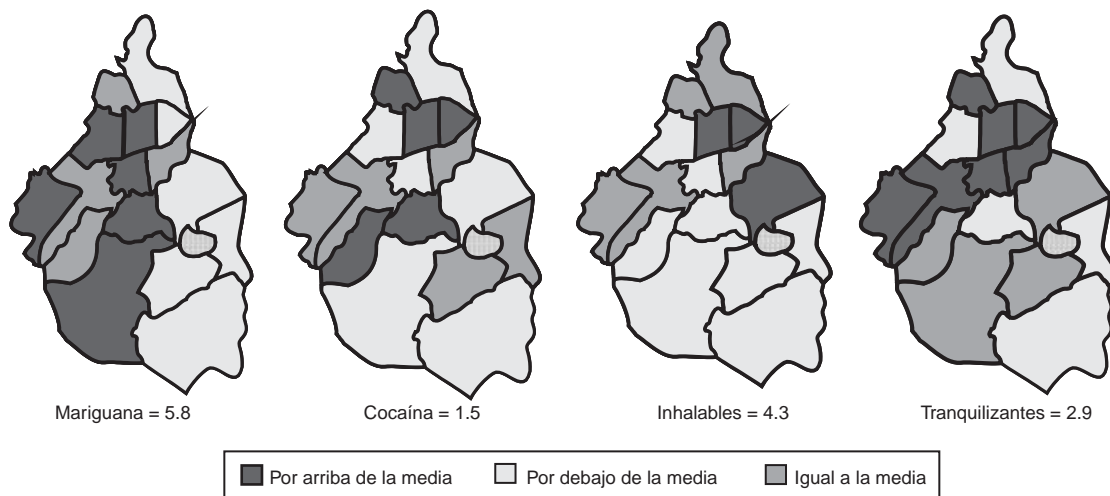 Mariguana = 5.8
Cocaína = 1.5
Inhalables = 4.3
Tranquilizantes = 2.9
Por arriba de la media
Por debajo de la media
Igual a la media